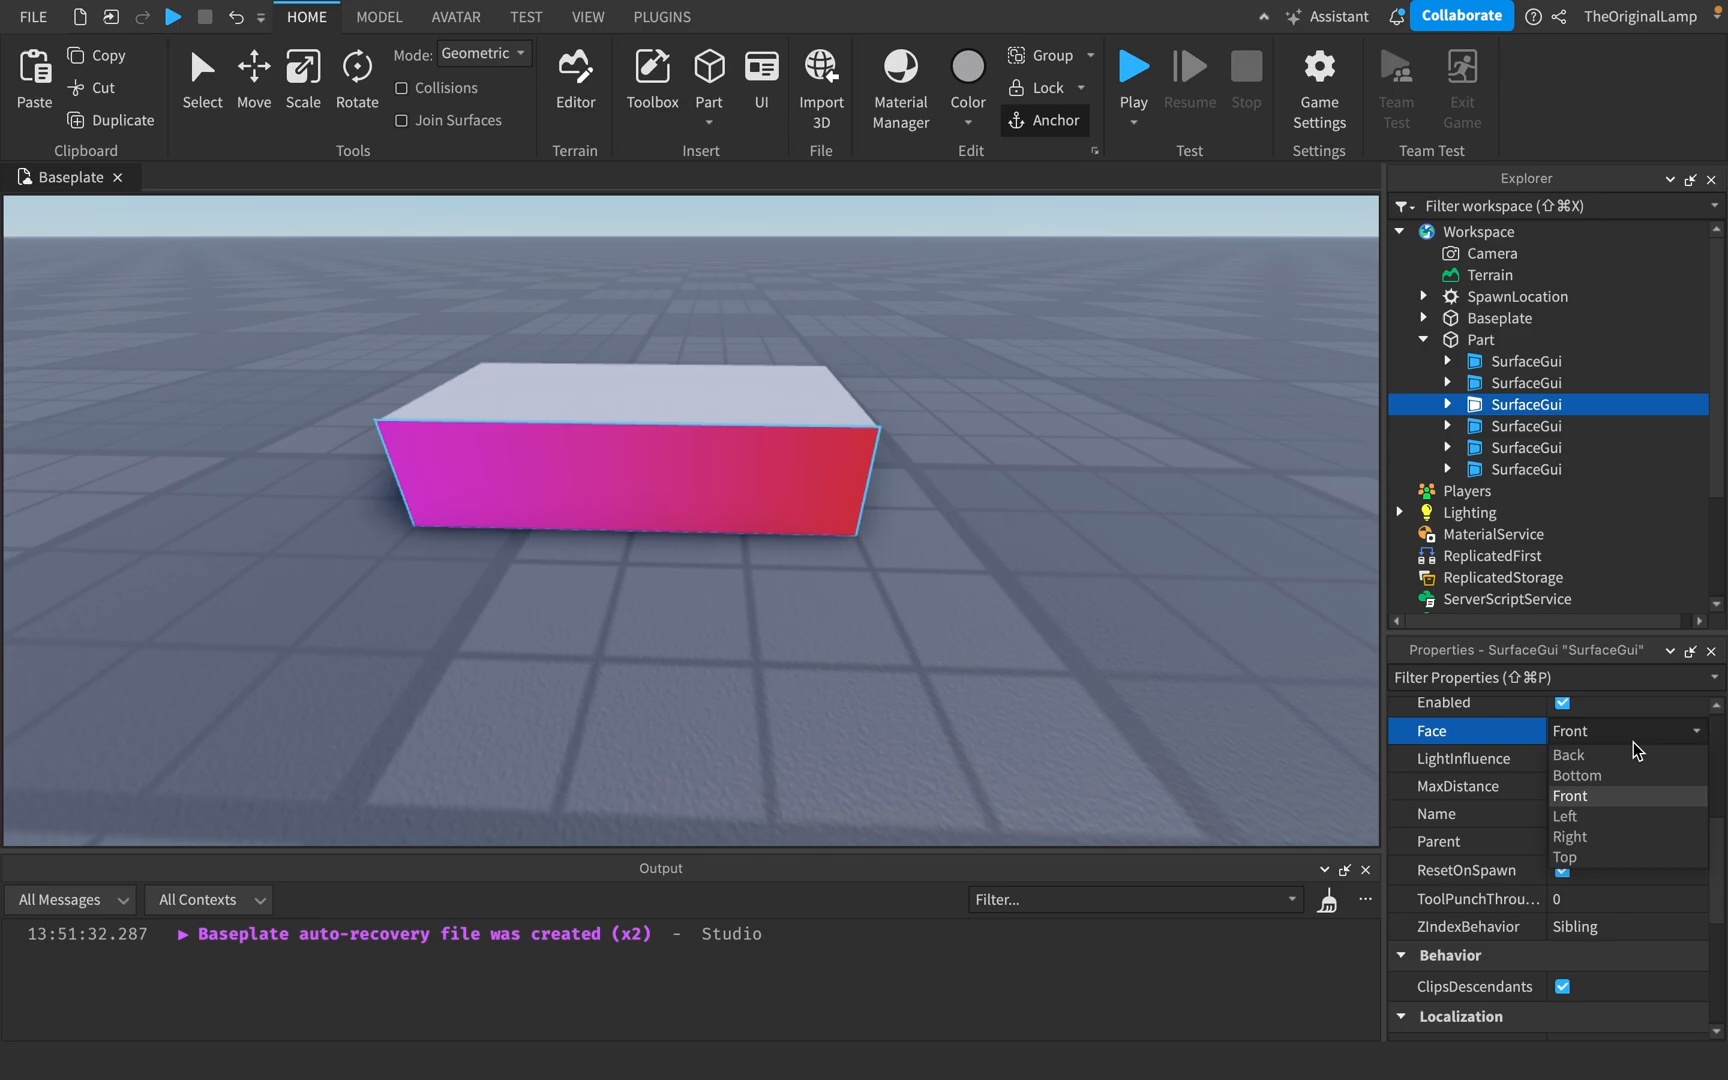 FILE HOME MODEL AVATAR TEST VIEW PLUGINS Assistant Collaborate TheOriginalLamp
Paste Copy Cut Duplicate
Clipboard
Select Move Scale Rotate Mode: Geometric
Collisions
Join Surfaces
Tools
Editor
Terrain
Toolbox Part UI
Insert
Import 3D
File
Material Manager Color Group Lock Anchor
Edit
Play Resume Stop
Test
Game Settings
Settings
Team Test Exit Game
Team Test
Baseplate
Explorer
Filter workspace (⇧⌘X)
Workspace
Camera
Terrain
SpawnLocation
Baseplate
Part
SurfaceGui
SurfaceGui
SurfaceGui
SurfaceGui
SurfaceGui
SurfaceGui
Players
Lighting
MaterialService
ReplicatedFirst
ReplicatedStorage
ServerScriptService
Properties - SurfaceGui "SurfaceGui"
Filter Properties (⇧⌘P)
Enabled
Face Front
Back
Bottom
Front
Left
Right
Top
LightInfluence
MaxDistance
Name
Parent
ResetOnSpawn
ToolPunchThrou... 0
ZIndexBehavior Sibling
Behavior
ClipsDescendants
Localization
Output
All Messages All Contexts Filter... ...
13:51:32.287 ▶ Baseplate auto-recovery file was created (x2) - Studio